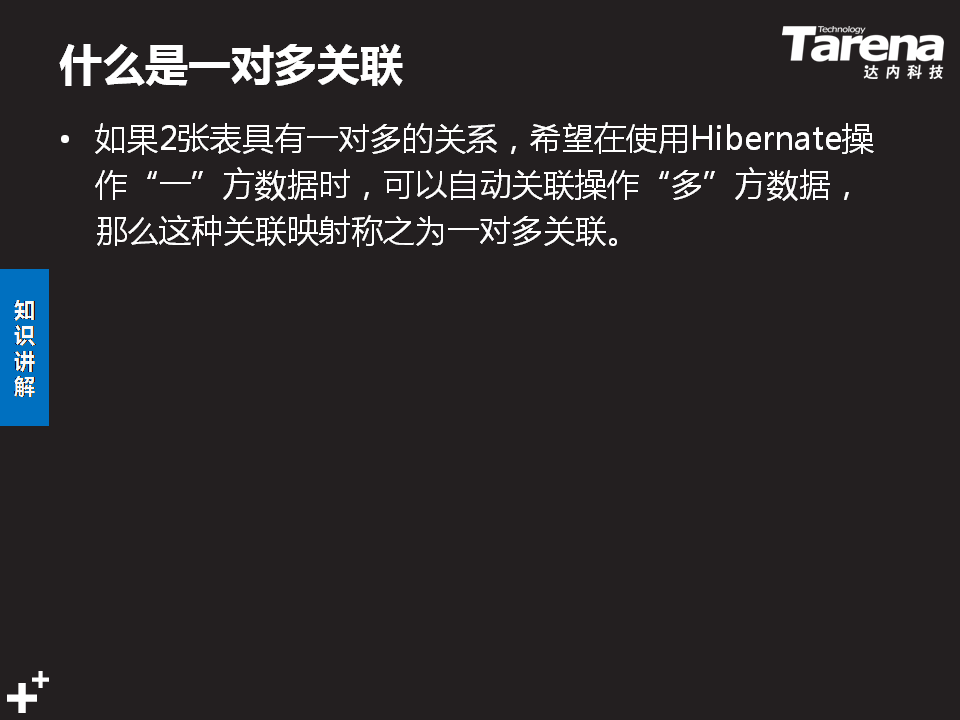 什么是一对多关联
Technology
Tarena
达内科技
• 如果2张表具有一对多的关系，希望在使用Hibernate操
作“一”方数据时，可以自动关联操作“多”方数据，
那么这种关联映射称之为一对多关联。
知
识
讲
解